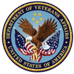 DEPARTMENT OF VETERANS AFFAIRS
UNITED STATES OF AMERICA